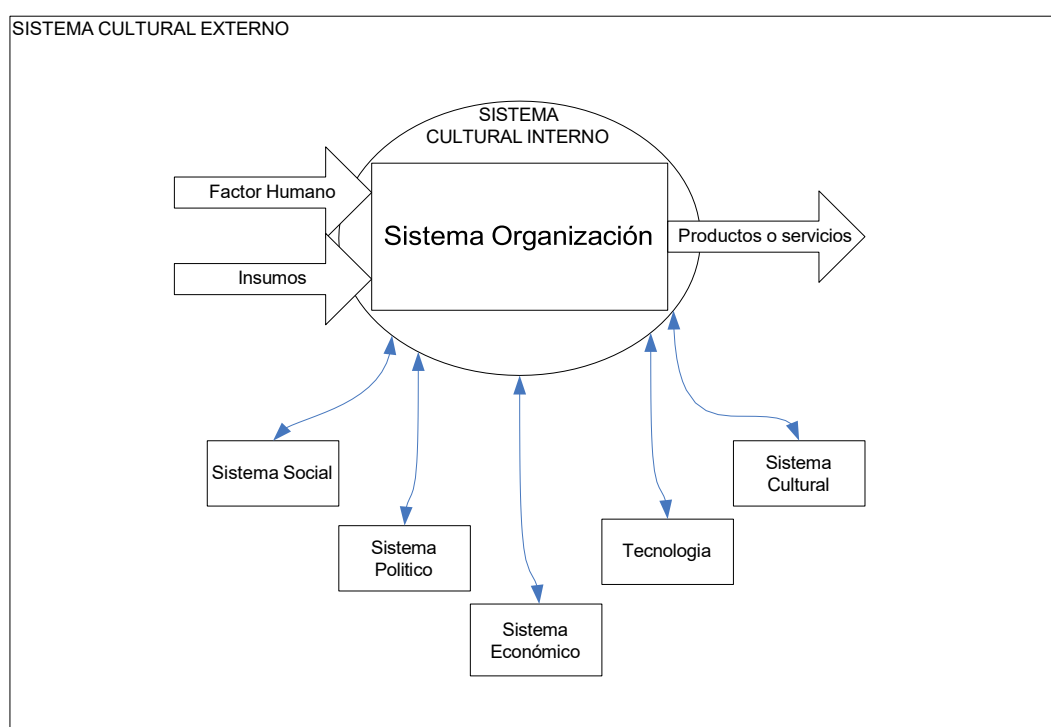 SISTEMA CULTURAL EXTERNO
SISTEMA
CULTURAL INTERNO
Factor Humano
Sistema Organización
Productos o servicios
Insumos
Sistema Social
Sistema
Cultural
Sistema
Politico
Tecnologia
Sistema
Económico